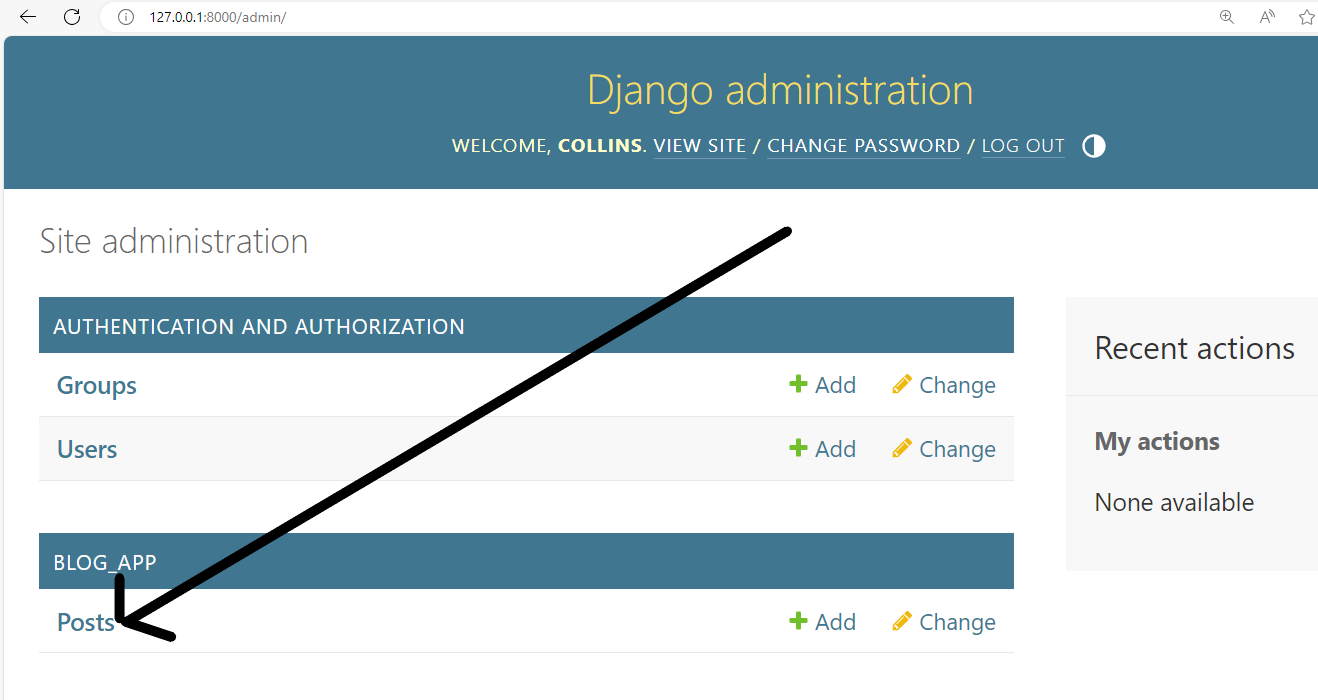 127.0.0.1:8000/admin/
Django administration
WELCOME, COLLINS. VIEW SITE / CHANGE PASSWORD / LOG OUT
Site administration
AUTHENTICATION AND AUTHORIZATION
Groups Add Change
Users Add Change
BLOG_APP
Posts Add Change
Recent actions
My actions
None available